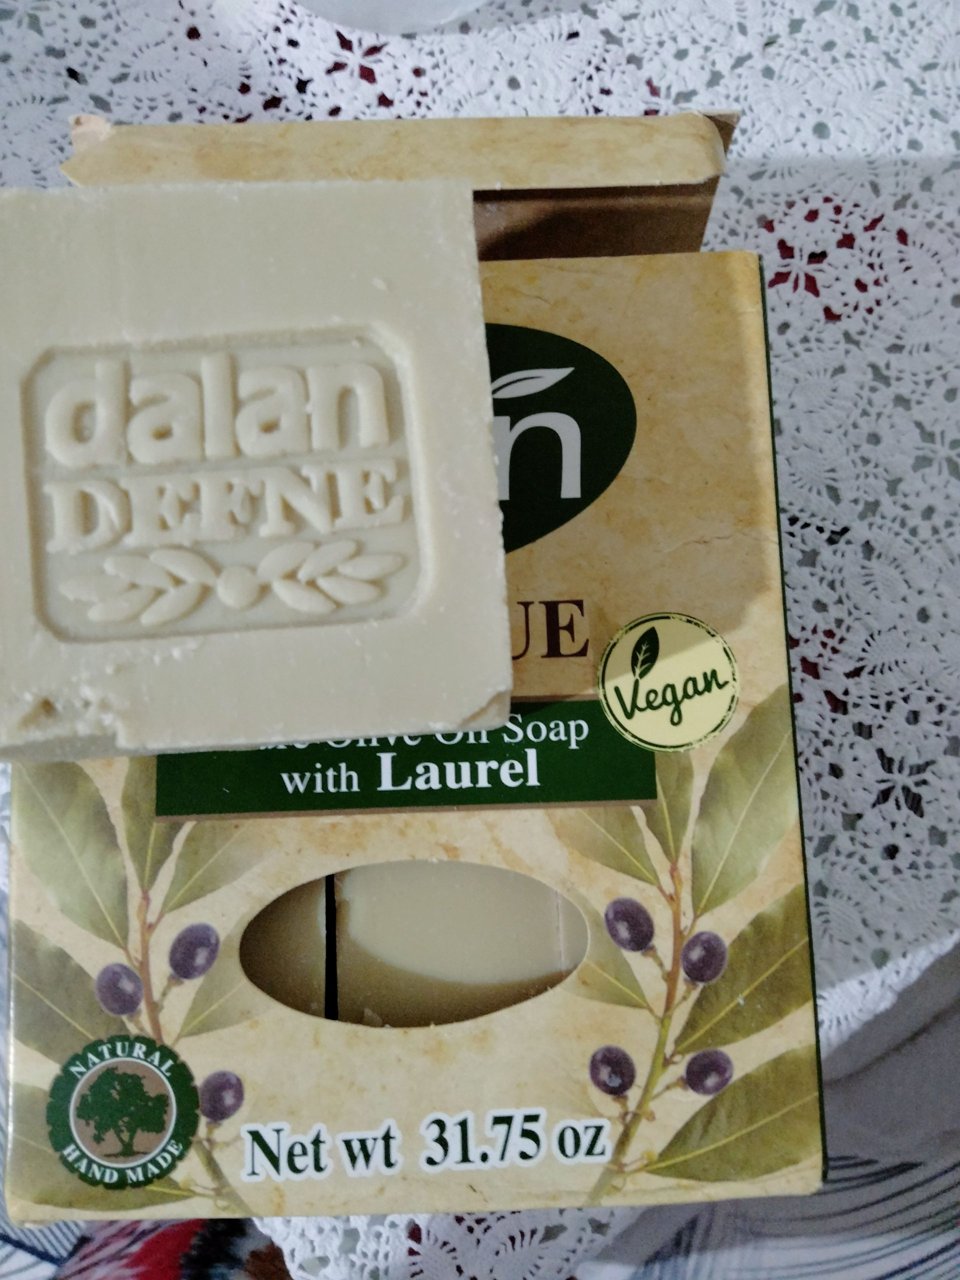 dalan
DEFNE
n
UE
Vegan
Olive Oil Soap
with Laurel
NATURAL
HAND MADE
Net wt 31.75 oz